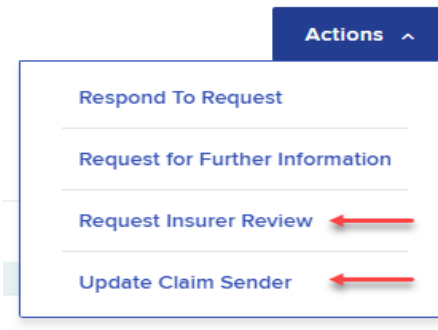 Actions
Respond To Request
Request for Further Information
Request Insurer Review
Update Claim Sender